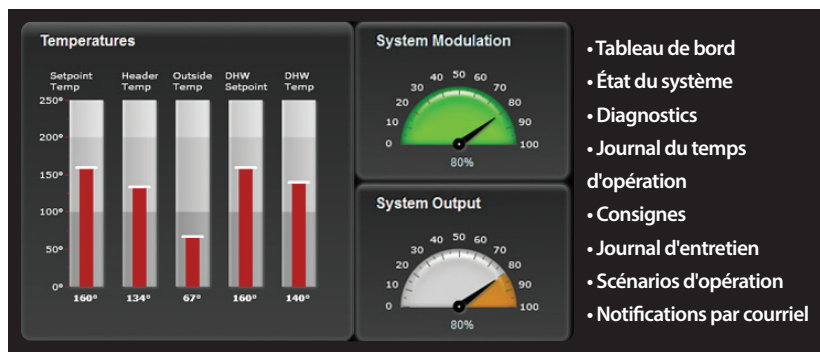 Temperatures
Setpoint Temp
Header Temp
Outside Temp
DHW Setpoint
DHW Temp
250°
200°
150°
100°
50°
0°
160°
134°
67°
160°
140°
System Modulation
0
10
20
30
40
50
60
70
80
90
100
80%
System Output
0
10
20
30
40
50
60
70
80
90
100
80%
• Tableau de bord
• État du système
• Diagnostics
• Journal du temps
d'opération
• Consignes
• Journal d'entretien
• Scénarios d'opération
• Notifications par courriel